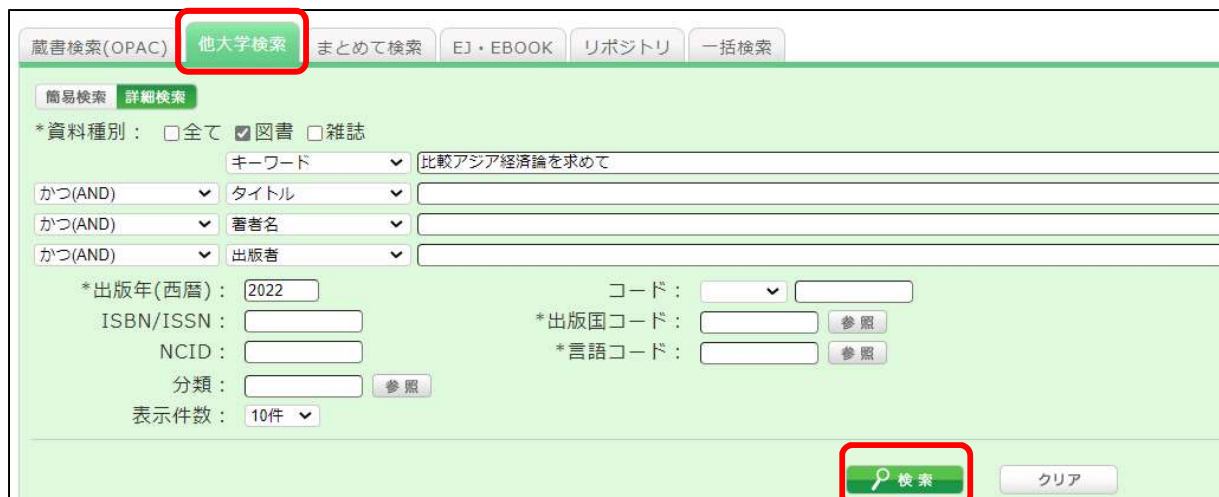 蔵書検索(OPAC) 他大学検索 まとめて検索 EJ・EBOOK リポジトリ 一括検索
簡易検索 詳細検索
*資料種別： 全て 図書 雑誌
キーワード 比較アジア経済論を求めて
かつ(AND) タイトル
かつ(AND) 著者名
かつ(AND) 出版者
*出版年(西暦)： 2022 コード：
ISBN/ISSN： *出版国コード： 参照
NCID： *言語コード： 参照
分類： 参照
表示件数： 10件
検索 クリア